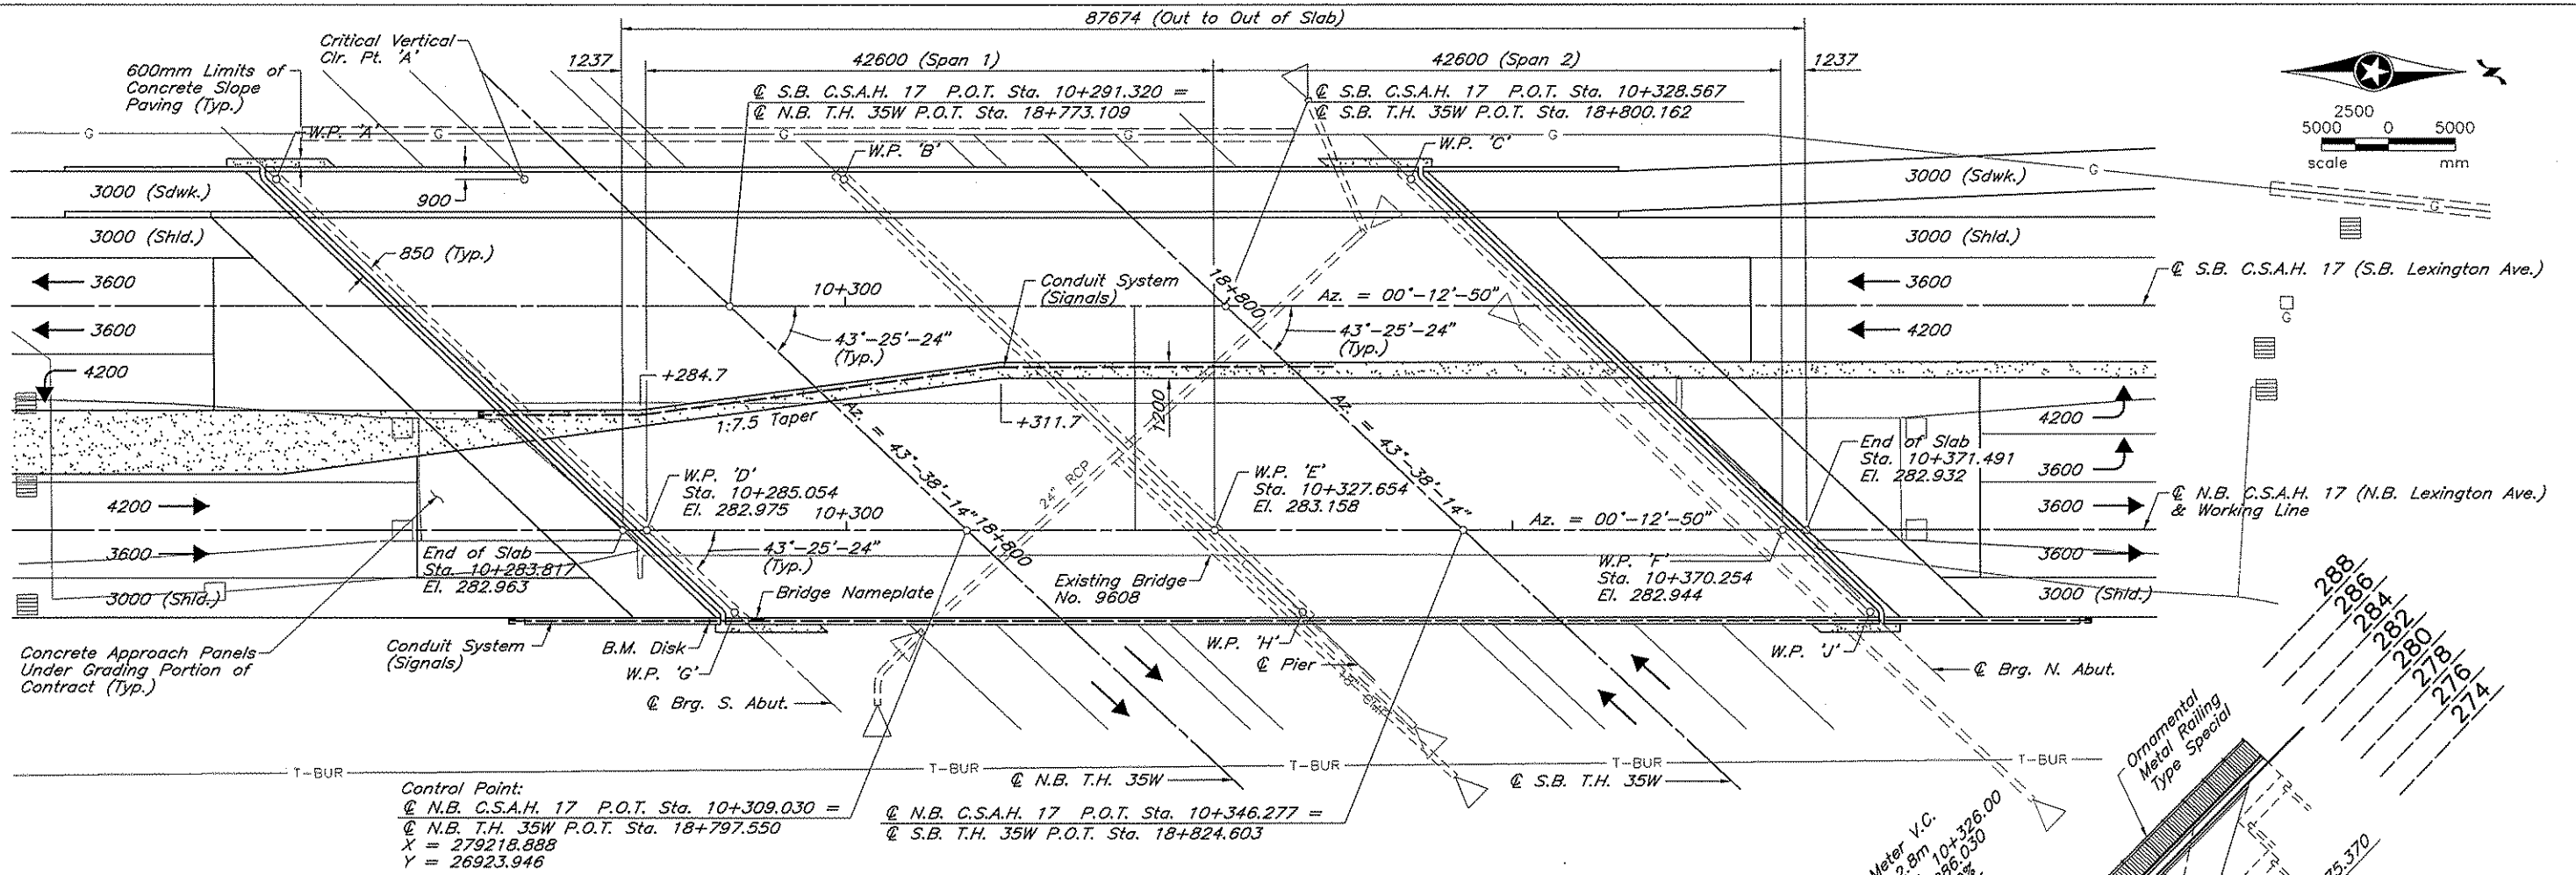 87674 (Out to Out of Slab)
Critical Vertical
Clr. Pt. 'A'
1237
42600 (Span 1)
42600 (Span 2)
1237
600mm Limits of
Concrete Slope
Paving (Typ.)
℄ S.B. C.S.A.H. 17 P.O.T. Sta. 10+291.320 =
℄ N.B. T.H. 35W P.O.T. Sta. 18+773.109
℄ S.B. C.S.A.H. 17 P.O.T. Sta. 10+328.567
℄ S.B. T.H. 35W P.O.T. Sta. 18+800.162
2500
5000 0 5000
scale mm
G
W.P. 'A'
G
G
G
G
W.P. 'B'
W.P. 'C'
G
G
3000 (Sdwk.)
900
3000 (Sdwk.)
3000 (Shld.)
3000 (Shld.)
850 (Typ.)
3600
10+300
Conduit System
(Signals)
18+800
Az. = 00°-12'-50"
3600
℄ S.B. C.S.A.H. 17 (S.B. Lexington Ave.)
G
3600
43°-25'-24"
(Typ.)
43°-25'-24"
(Typ.)
4200
4200
+284.7
1:7.5 Taper
+311.7
1200
Az. = 43°-38'-14"
Az. = 43°-38'-14"
4200
3600
3600
W.P. 'D'
Sta. 10+285.054
El. 282.975
10+300
24" RCP
W.P. 'E'
Sta. 10+327.654
El. 283.158
End of Slab
Sta. 10+371.491
El. 282.932
4200
℄ N.B. C.S.A.H. 17 (N.B. Lexington Ave.)
& Working Line
3600
18+800
Az. = 00°-12'-50"
3600
End of Slab
Sta. 10+283.817
El. 282.963
43°-25'-24"
(Typ.)
Existing Bridge
No. 9608
W.P. 'F'
Sta. 10+370.254
El. 282.944
3000 (Shld.)
Bridge Nameplate
3000 (Shld.)
Concrete Approach Panels
Under Grading Portion of
Contract (Typ.)
Conduit System
(Signals)
B.M. Disk
W.P. 'G'
℄ Brg. S. Abut.
W.P. 'H'
℄ Pier
W.P. 'J'
℄ Brg. N. Abut.
288
286
284
282
280
278
276
274
T-BUR
T-BUR
℄ N.B. T.H. 35W
T-BUR
T-BUR
℄ S.B. T.H. 35W
T-BUR
Control Point:
℄ N.B. C.S.A.H. 17 P.O.T. Sta. 10+309.030 =
℄ N.B. T.H. 35W P.O.T. Sta. 18+797.550
X = 279218.888
Y = 26923.946
℄ N.B. C.S.A.H. 17 P.O.T. Sta. 10+346.277 =
℄ S.B. T.H. 35W P.O.T. Sta. 18+824.603
Ornamental
Metal Railing
Type Special
Meter V.C.
2.8m
10+326.00
286.030
75.370